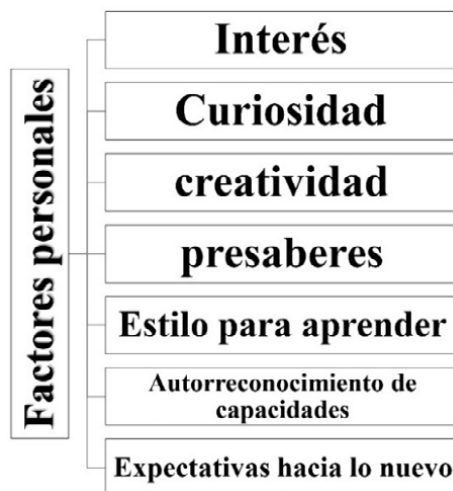 Factores personales
Interés
Curiosidad
creatividad
presaberes
Estilo para aprender
Autorreconocimiento de
capacidades
Expectativas hacia lo nuevo